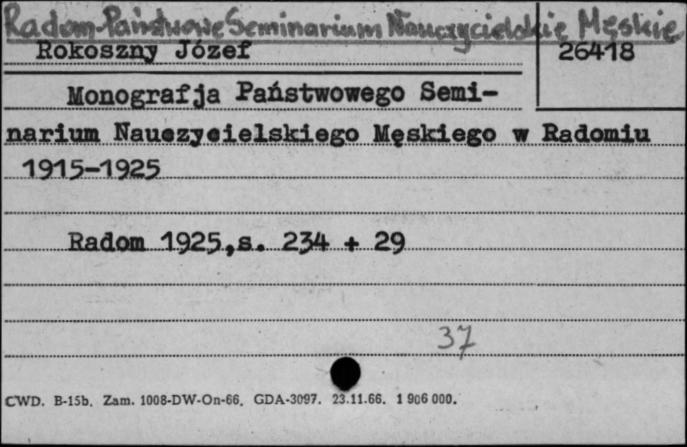 Radom-Państwowe Seminarium Nauczycielskie Męskie
Rokoszny Józef
26418
Monografja Państwowego Semi-
narium Nauczycielskiego Męskiego w Radomiu
1915-1925
Radom 1925,s. 234 + 29
37
CWD. B-15b. Zam. 1008-DW-On-66. GDA-3097. 23.11.66. 1 906 000.